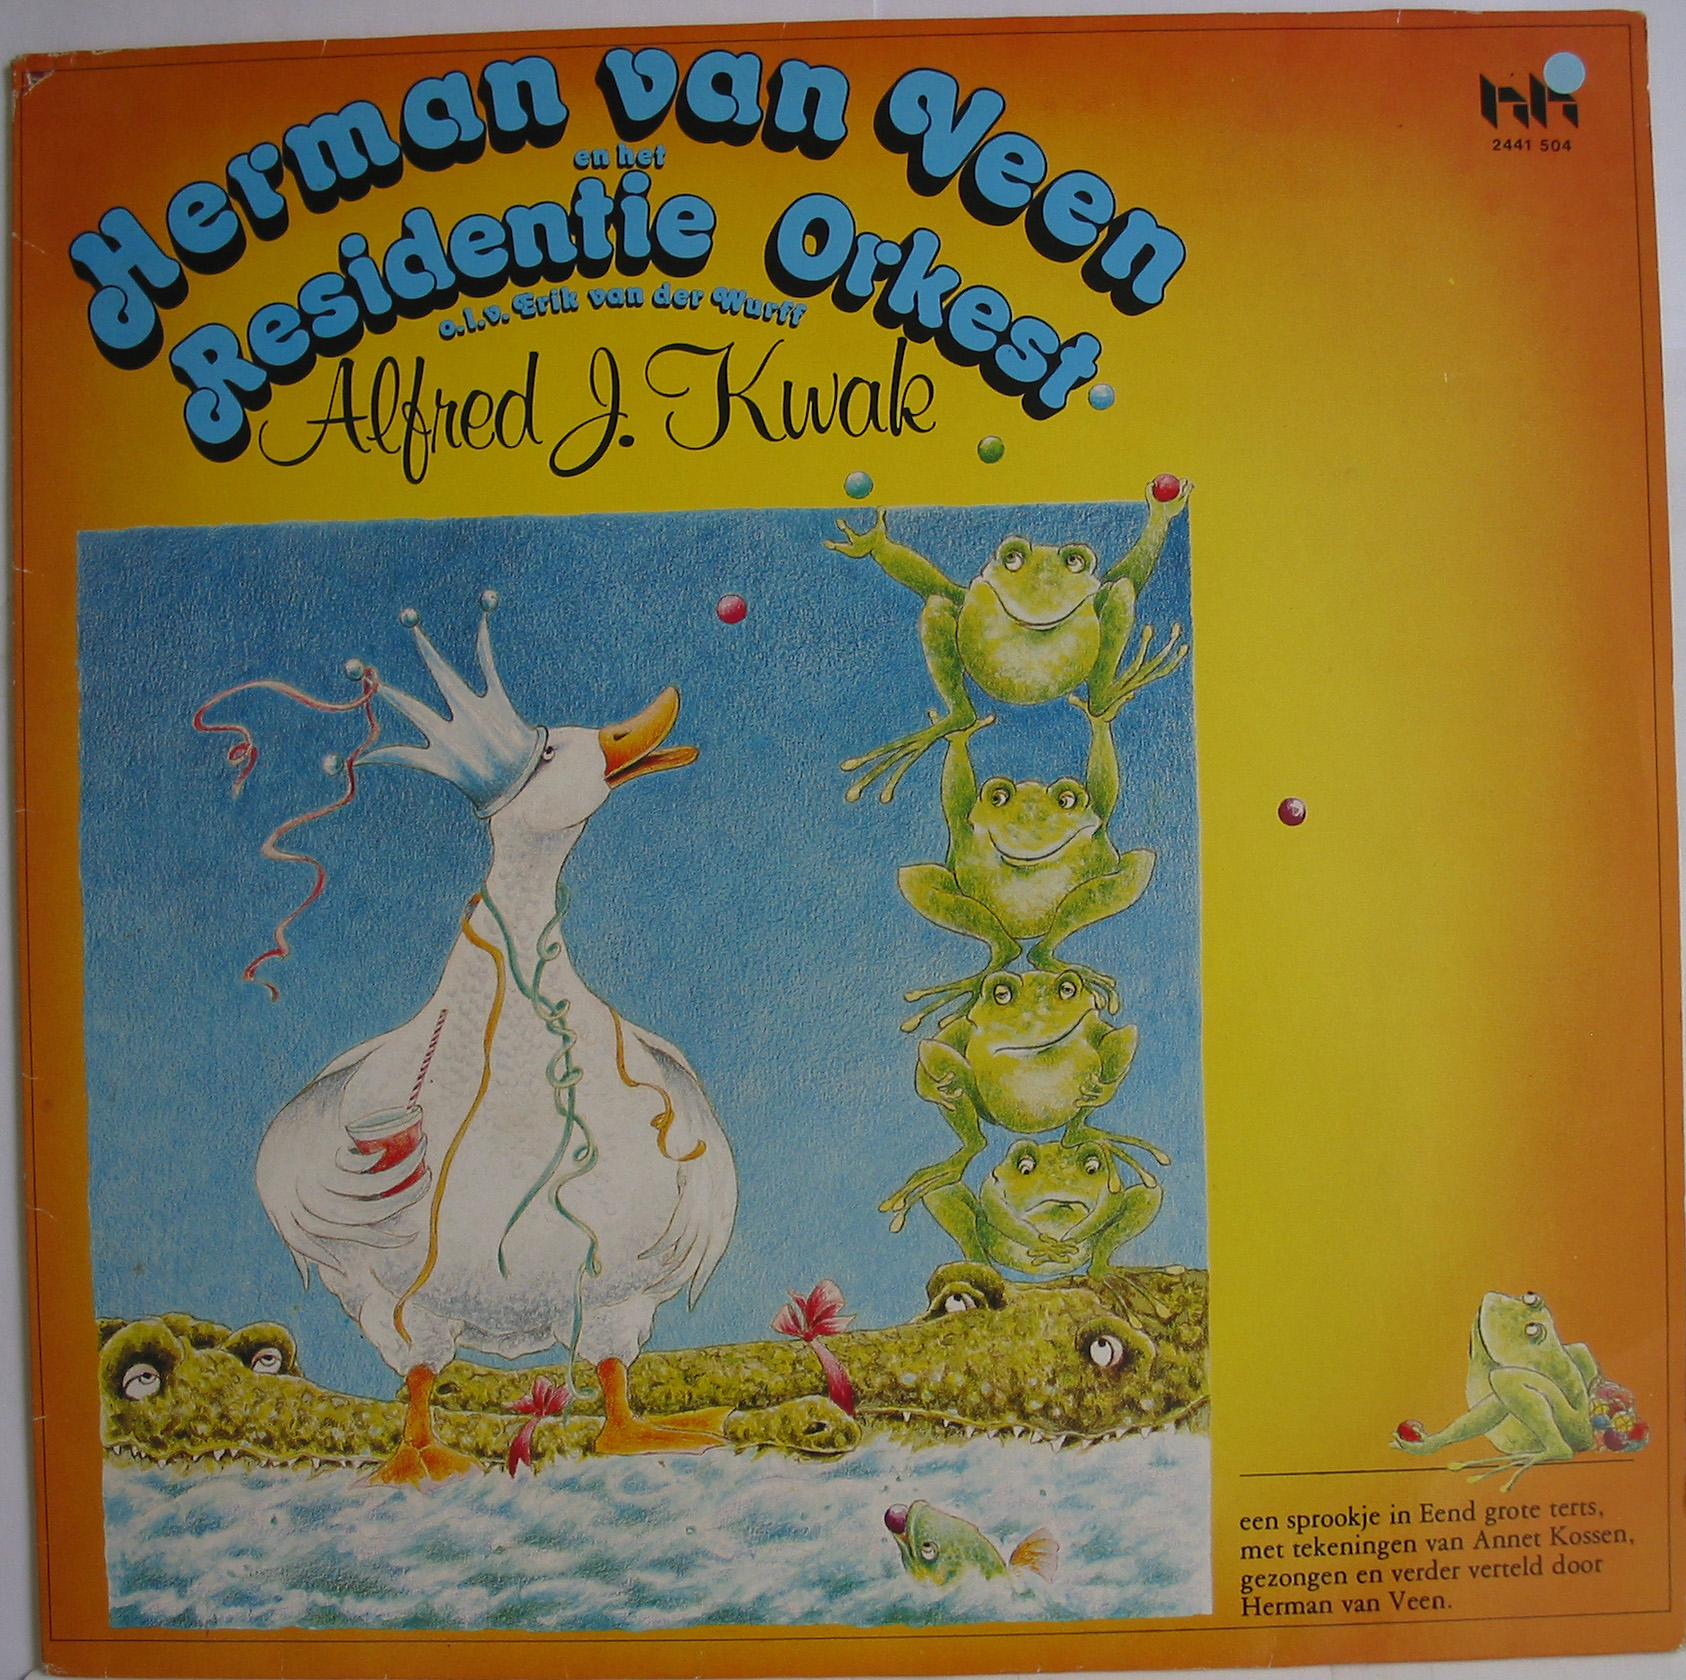 Herman van Veen
en het
Residentie Orkest.
o.l.v. Erik van der Wurff
Alfred J. Kwak
2441 504
een sprookje in Eend grote terts,
met tekeningen van Annet Kossen,
gezongen en verder verteld door
Herman van Veen.